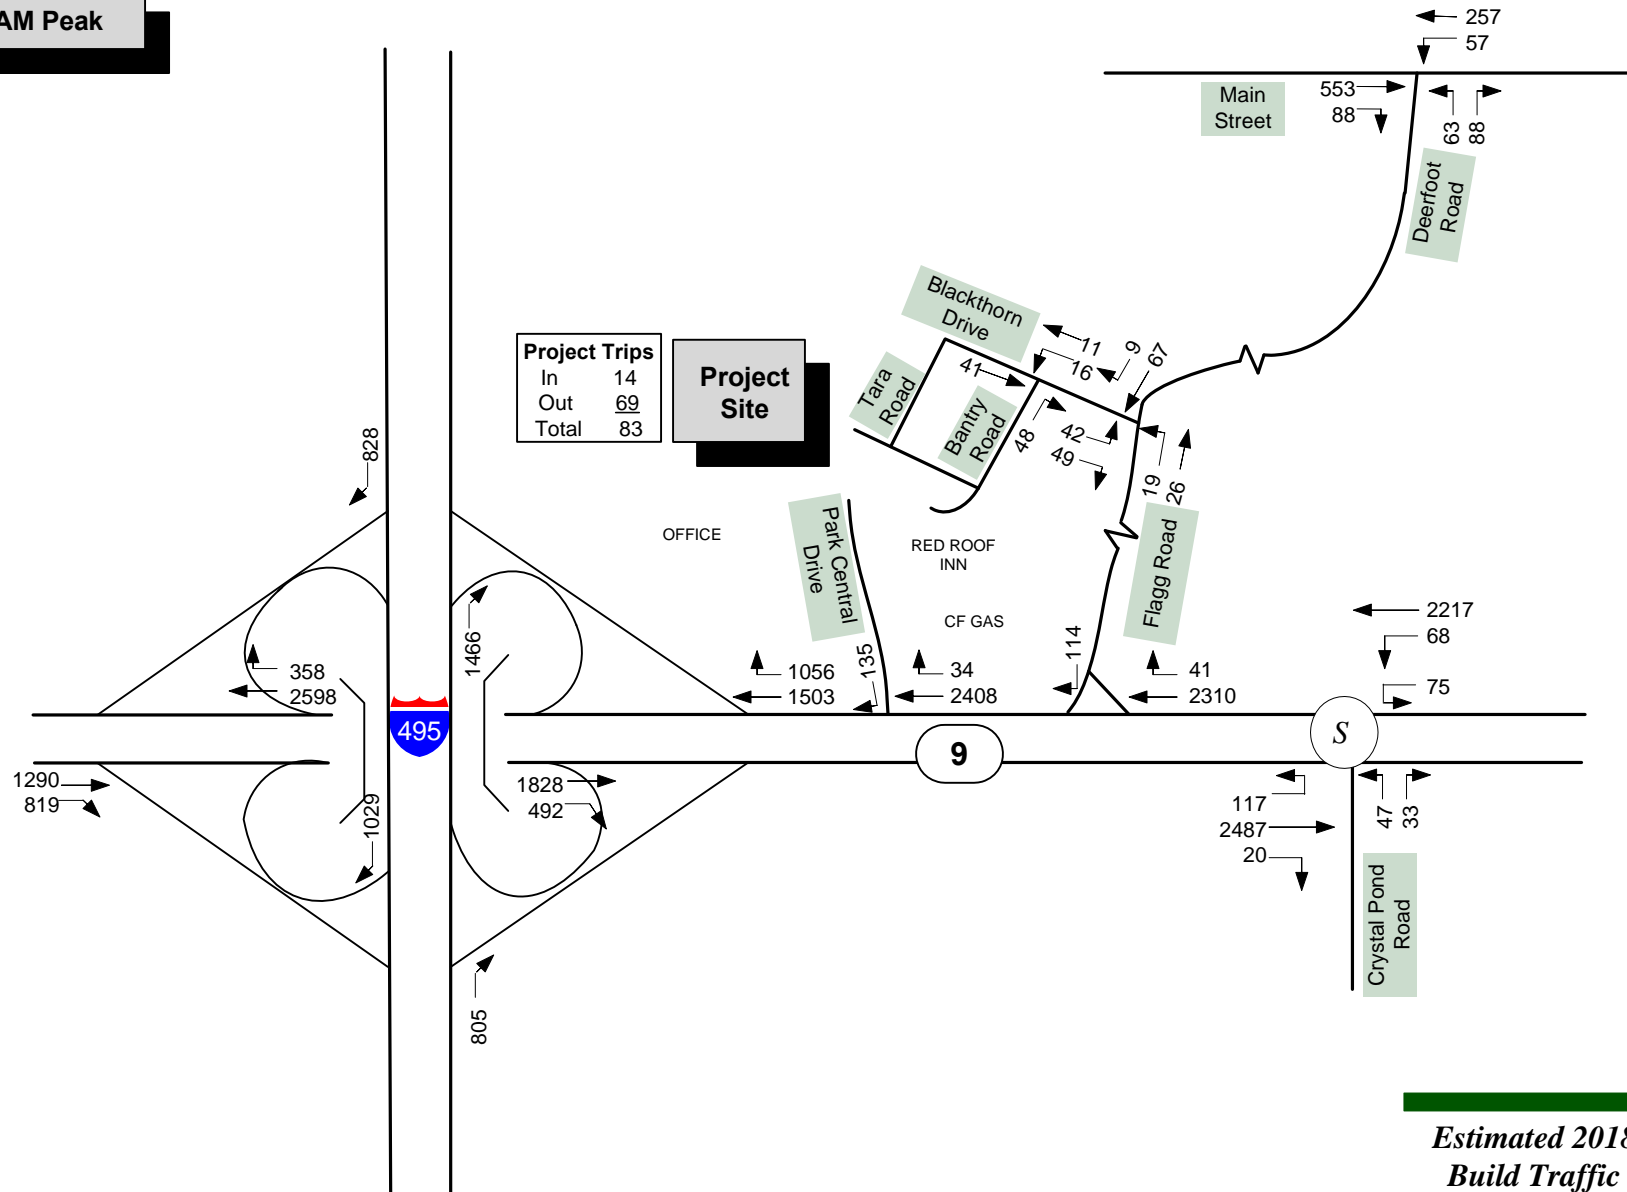 AM Peak
257
57
553
88
Main
Street
63
88
Deerfoot
Road
Blackthorn
Drive
11
16
9
67
41
Tara
Road
Bantry
Road
48
42
49
19
26
Project Trips
In 14
Out 69
Total 83
Project
Site
828
OFFICE
Park Central
Drive
RED ROOF
INN
CF GAS
Flagg Road
114
135
1466
358
2598
1056
1503
34
2408
41
2310
2217
68
75
495
9
S
1290
819
1029
1828
492
117
2487
20
47
33
Crystal Pond
Road
805
Estimated 2018
Build Traffic